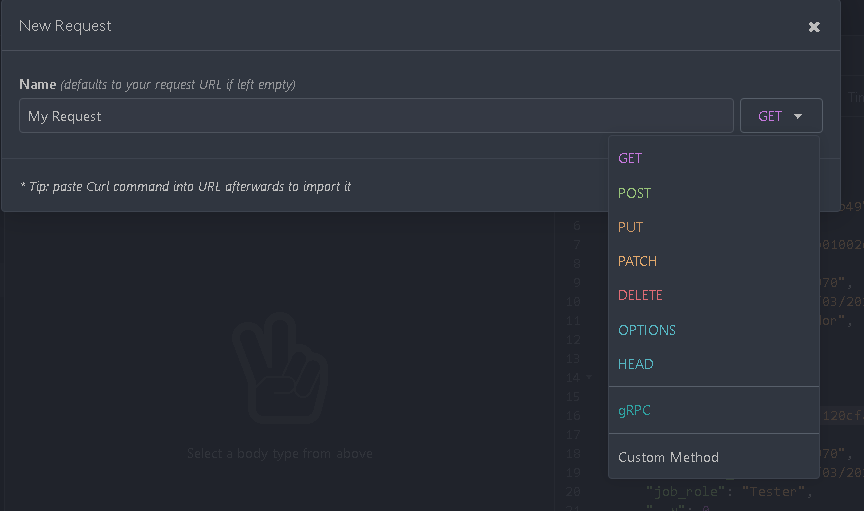 New Request
Name (defaults to your request URL if left empty)
My Request
GET
GET
POST
PUT
PATCH
DELETE
OPTIONS
HEAD
gRPC
Custom Method
* Tip: paste Curl command into URL afterwards to import it
Select a body type from above
6
7
8
9
10
11
12
13
14
15
16
17
18
19
20 "job_role": "Tester",